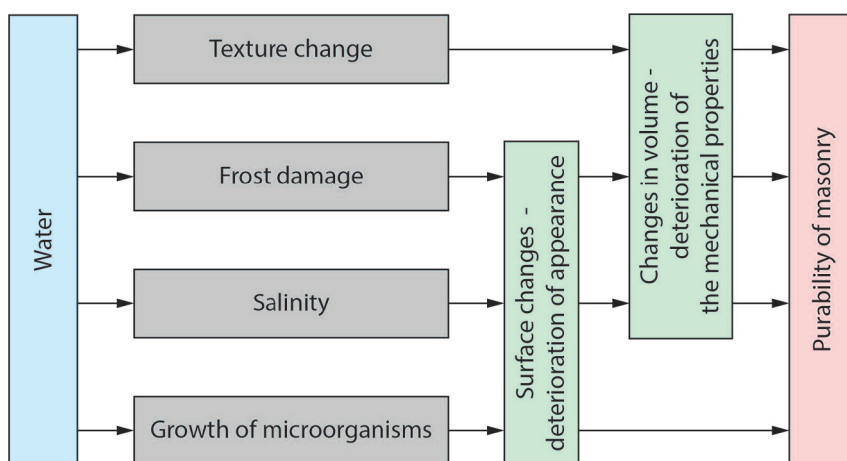 Water
Texture change
Frost damage
Salinity
Growth of microorganisms
Surface changes -
deterioration of appearance
Changes in volume -
deterioration of
the mechanical properties
Purability of masonry